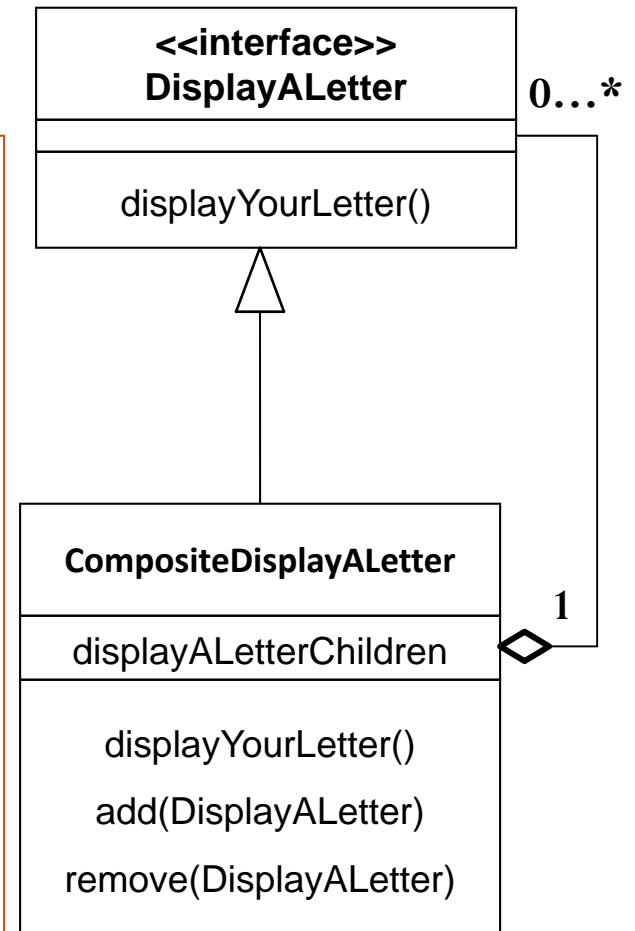 <<interface>>
DisplayALetter
0…*
displayYourLetter()
CompositeDisplayALetter
1
displayALetterChildren
displayYourLetter()
add(DisplayALetter)
remove(DisplayALetter)